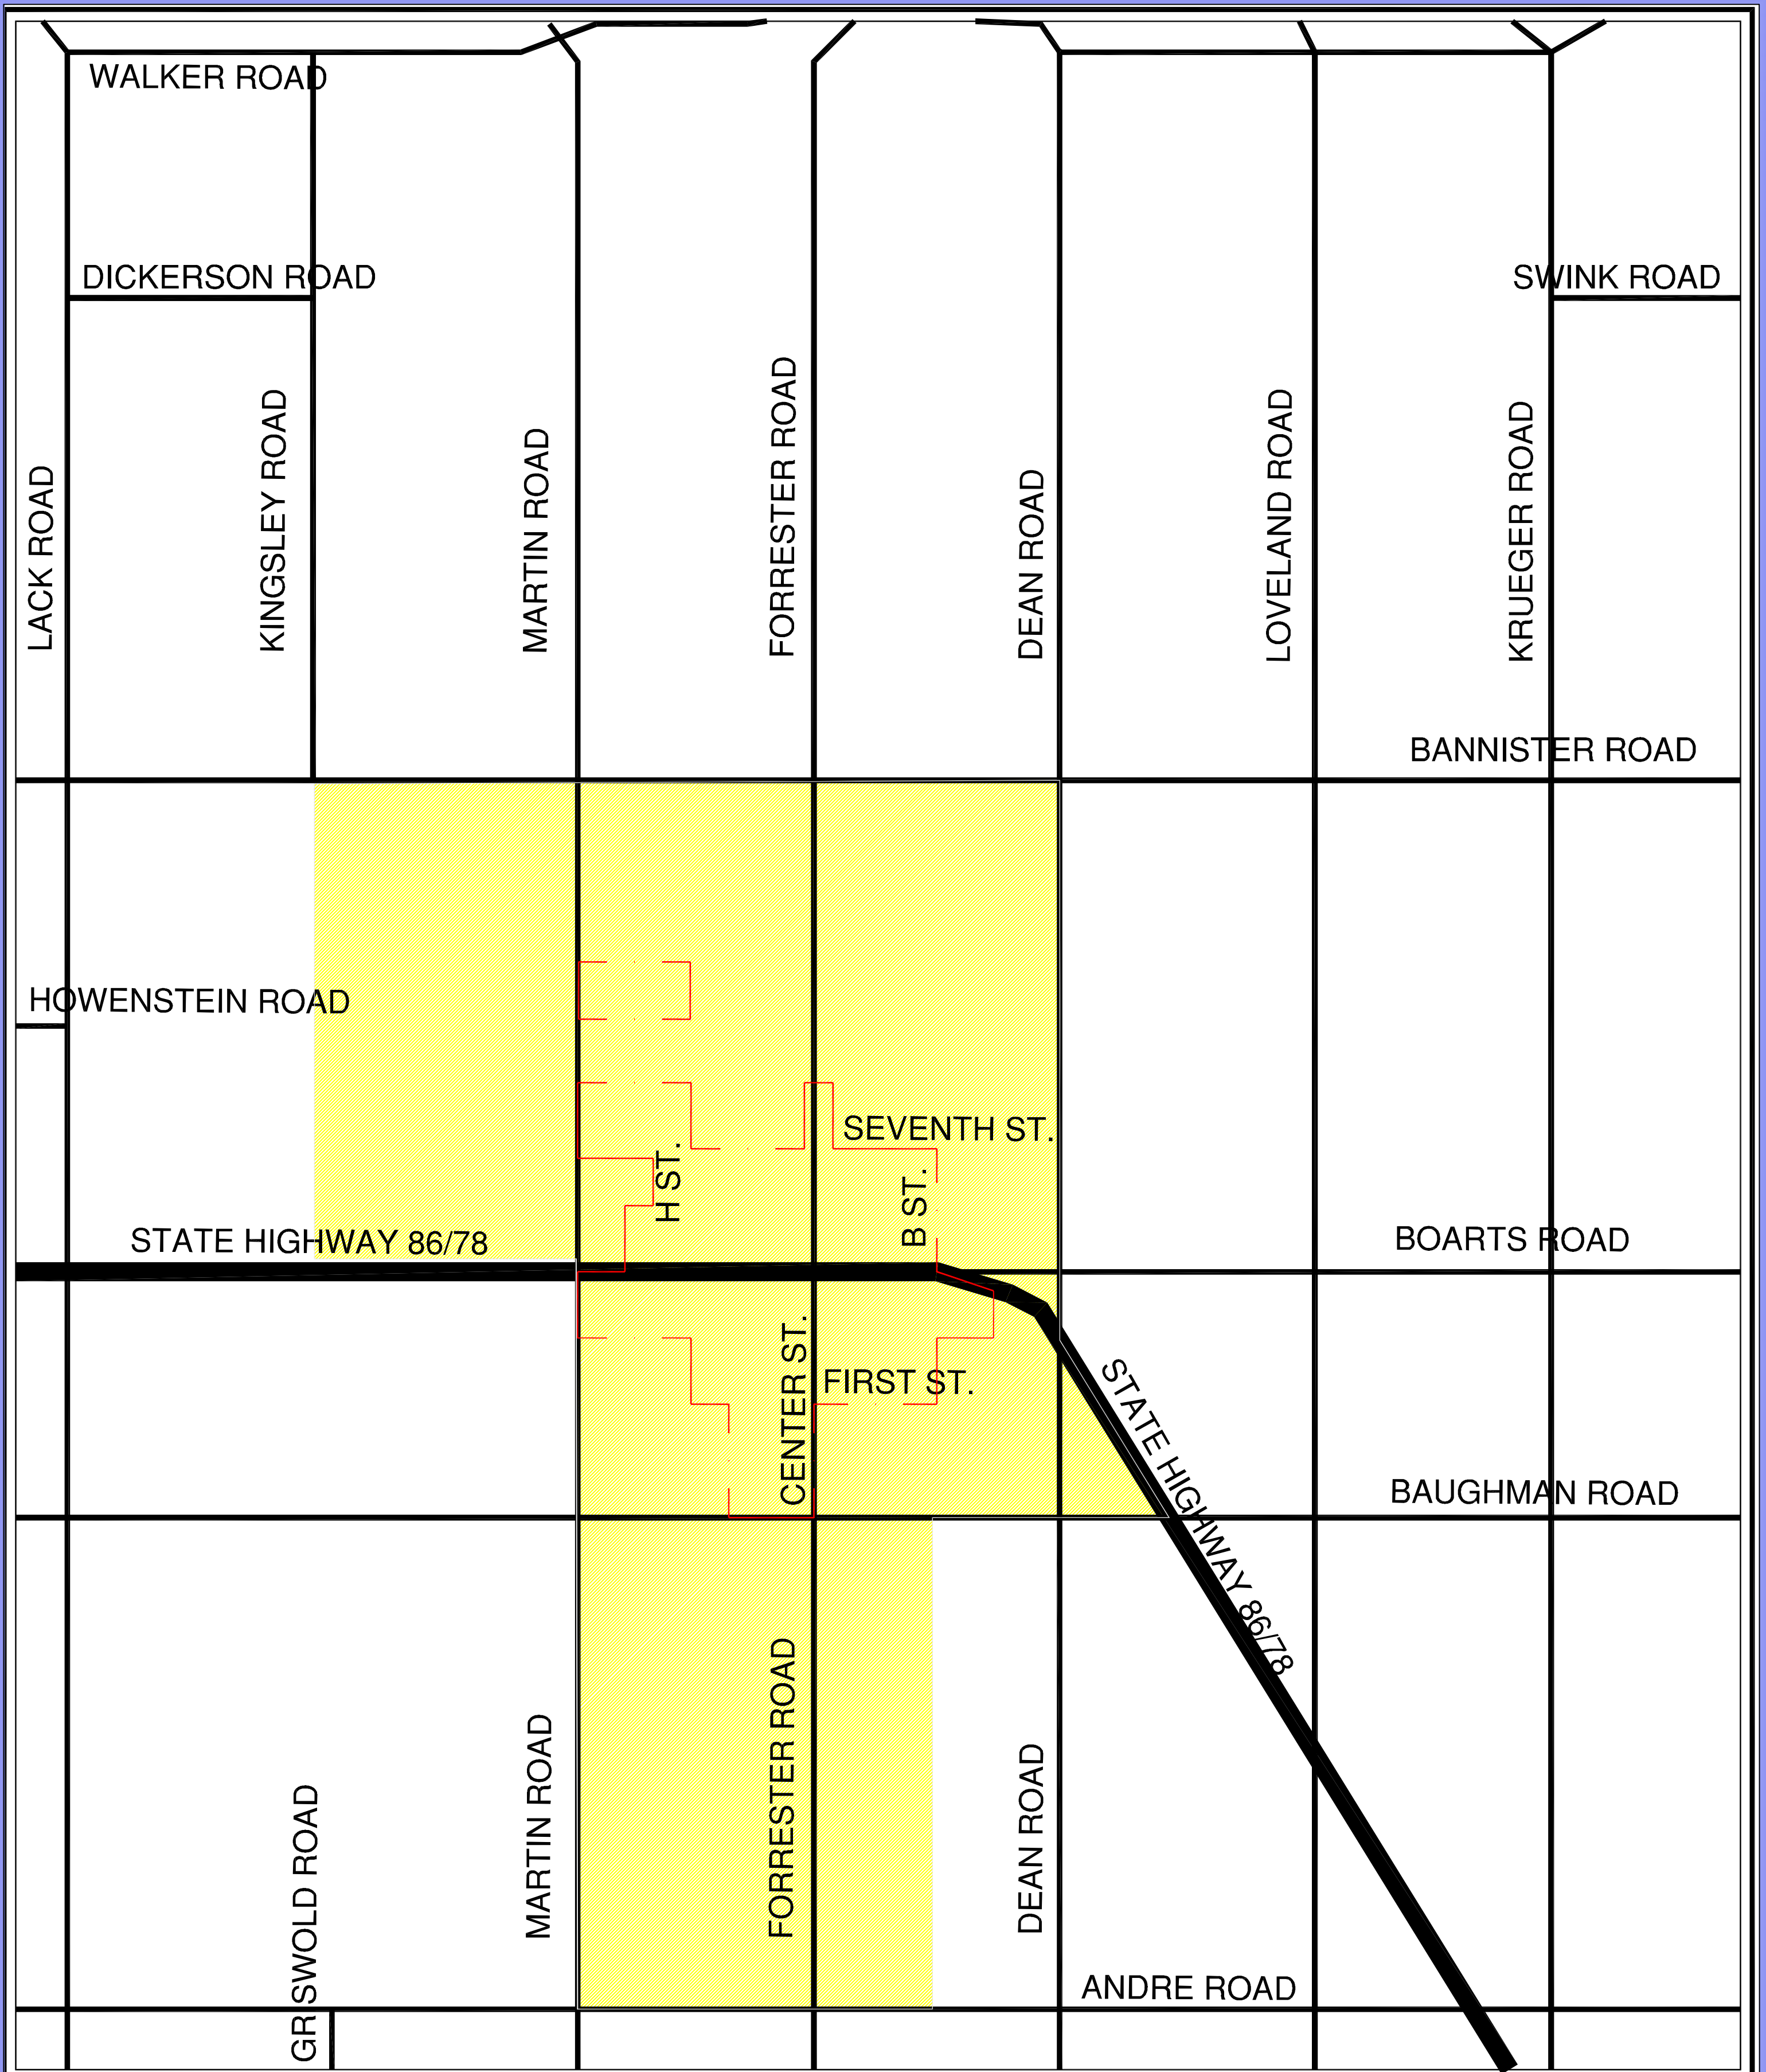 WALKER ROAD
DICKERSON ROAD
SWINK ROAD
LACK ROAD
KINGSLEY ROAD
MARTIN ROAD
FORRESTER ROAD
DEAN ROAD
LOVELAND ROAD
KRUEGER ROAD
BANNISTER ROAD
HOWENSTEIN ROAD
SEVENTH ST.
H ST.
B ST.
STATE HIGHWAY 86/78
BOARTS ROAD
CENTER ST.
FIRST ST.
STATE HIGHWAY 86/78
BAUGHMAN ROAD
GRISWOLD ROAD
MARTIN ROAD
FORRESTER ROAD
DEAN ROAD
ANDRE ROAD